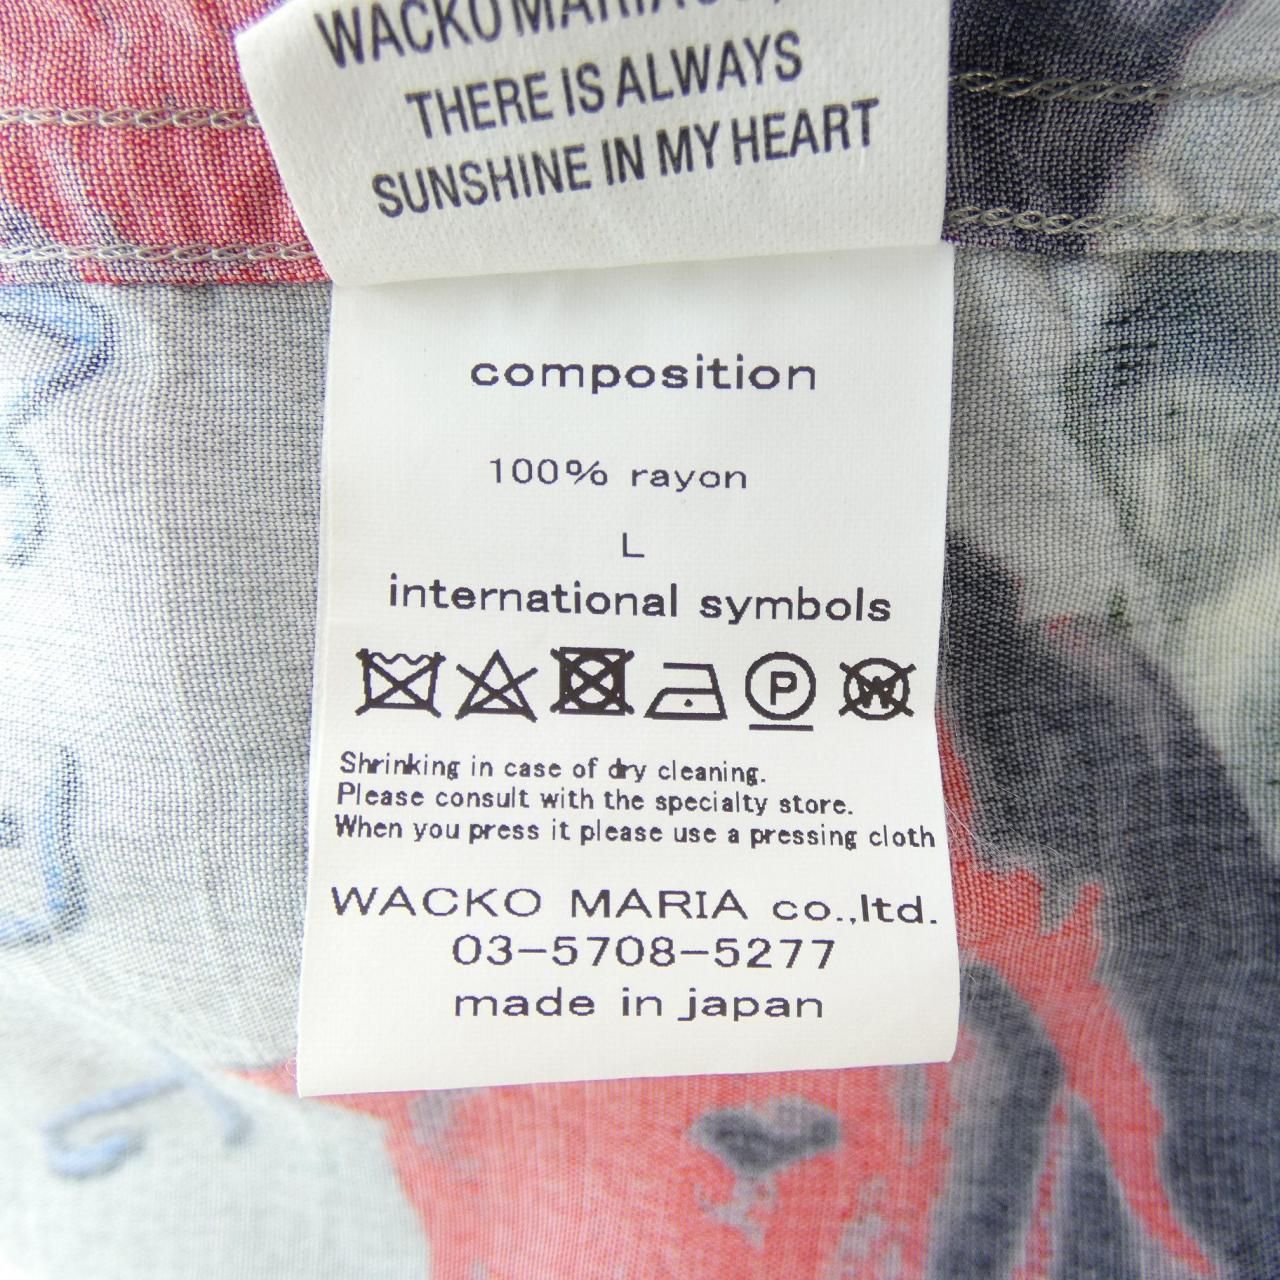 WACKO MARIA
THERE IS ALWAYS
SUNSHINE IN MY HEART
composition
100% rayon
L
international symbols
P W
Shrinking in case of dry cleaning.
Please consult with the specialty store.
When you press it please use a pressing cloth
WACKO MARIA co.,ltd.
03-5708-5277
made in japan